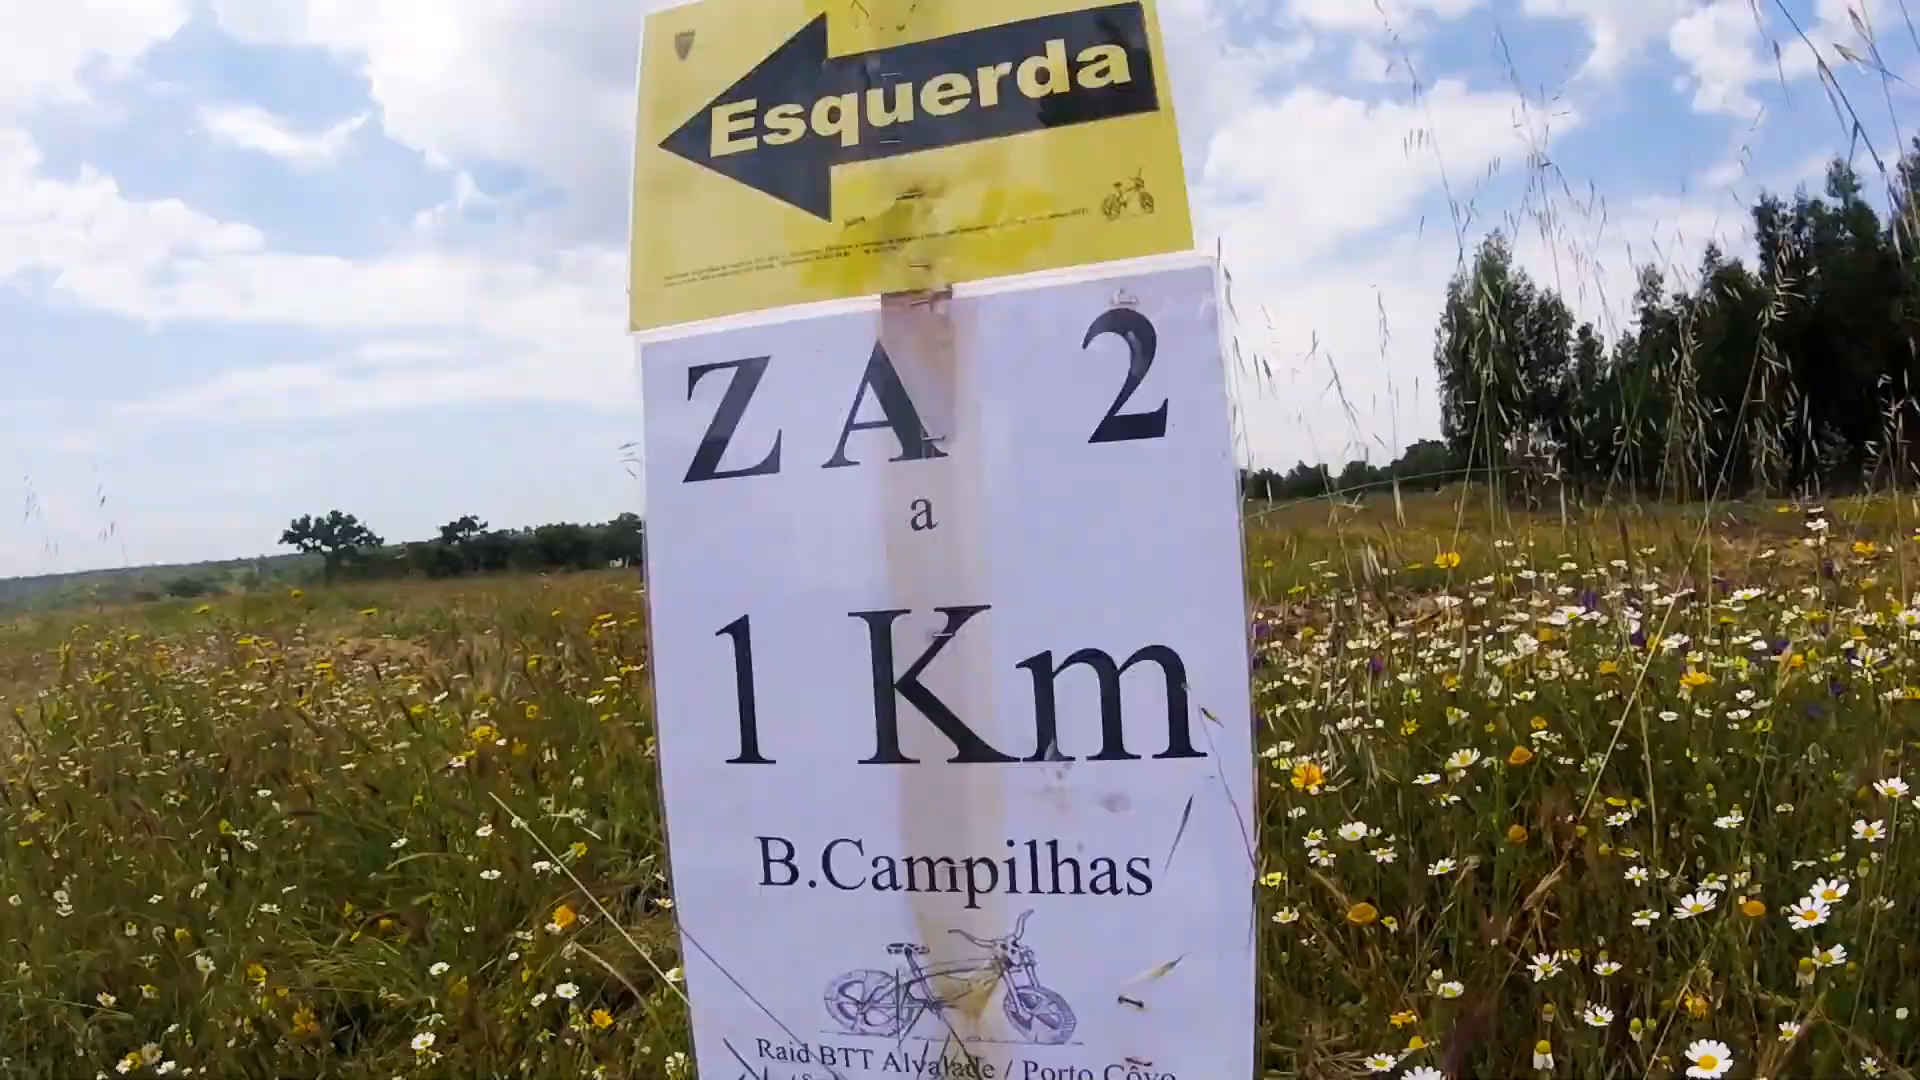 Esquerda
ZA 2
a
1 Km
B.Campilhas
Raid BTT Alvalade / Porto Côvo